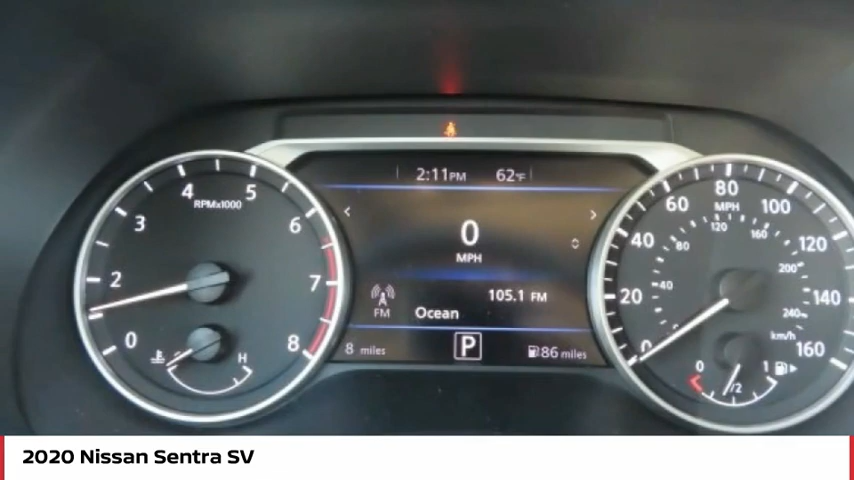 2:11PM 62°F
4 5
RPMx1000
3 6
2 7
0 8
H
0
MPH
105.1 FM
FM Ocean
8 miles P 86 miles
60 80 100
MPH
40 120
80 120 160
20 40 200 140
240
0 km/h 160
0 1/2 1
2020 Nissan Sentra SV